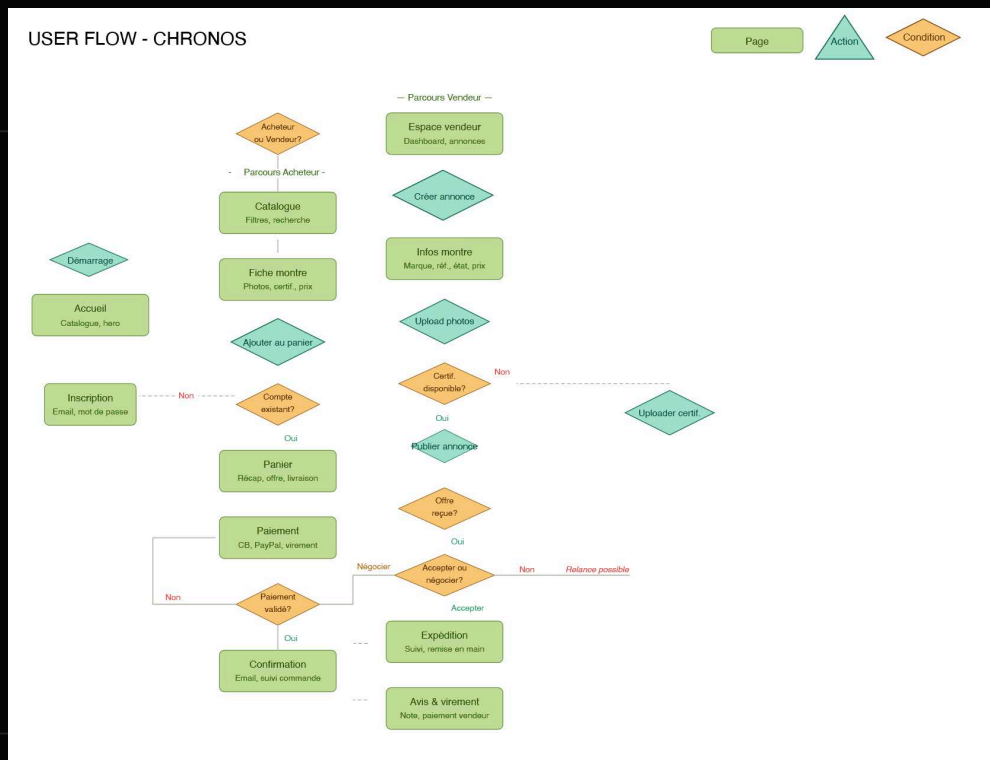 USER FLOW - CHRONOS
Page
Action
Condition
Démarrage
Accueil
Catalogue, hero
Inscription
Email, mot de passe
Non
Acheteur
ou Vendeur?
- Parcours Acheteur -
Catalogue
Filtres, recherche
Fiche montre
Photos, certif., prix
Ajouter au panier
Compte
existant?
Oui
Panier
Récap, offre, livraison
Paiement
CB, PayPal, virement
Non
Paiement
validé?
Oui
Confirmation
Email, suivi commande
— Parcours Vendeur —
Espace vendeur
Dashboard, annonces
Créer annonce
Infos montre
Marque, réf., état, prix
Upload photos
Certif.
disponible?
Non
Uploader certif.
Oui
Publier annonce
Offre
reçue?
Oui
Négocier
Accepter ou
négocier?
Non
Relance possible
Accepter
Expédition
Suivi, remise en main
Avis & virement
Note, paiement vendeur